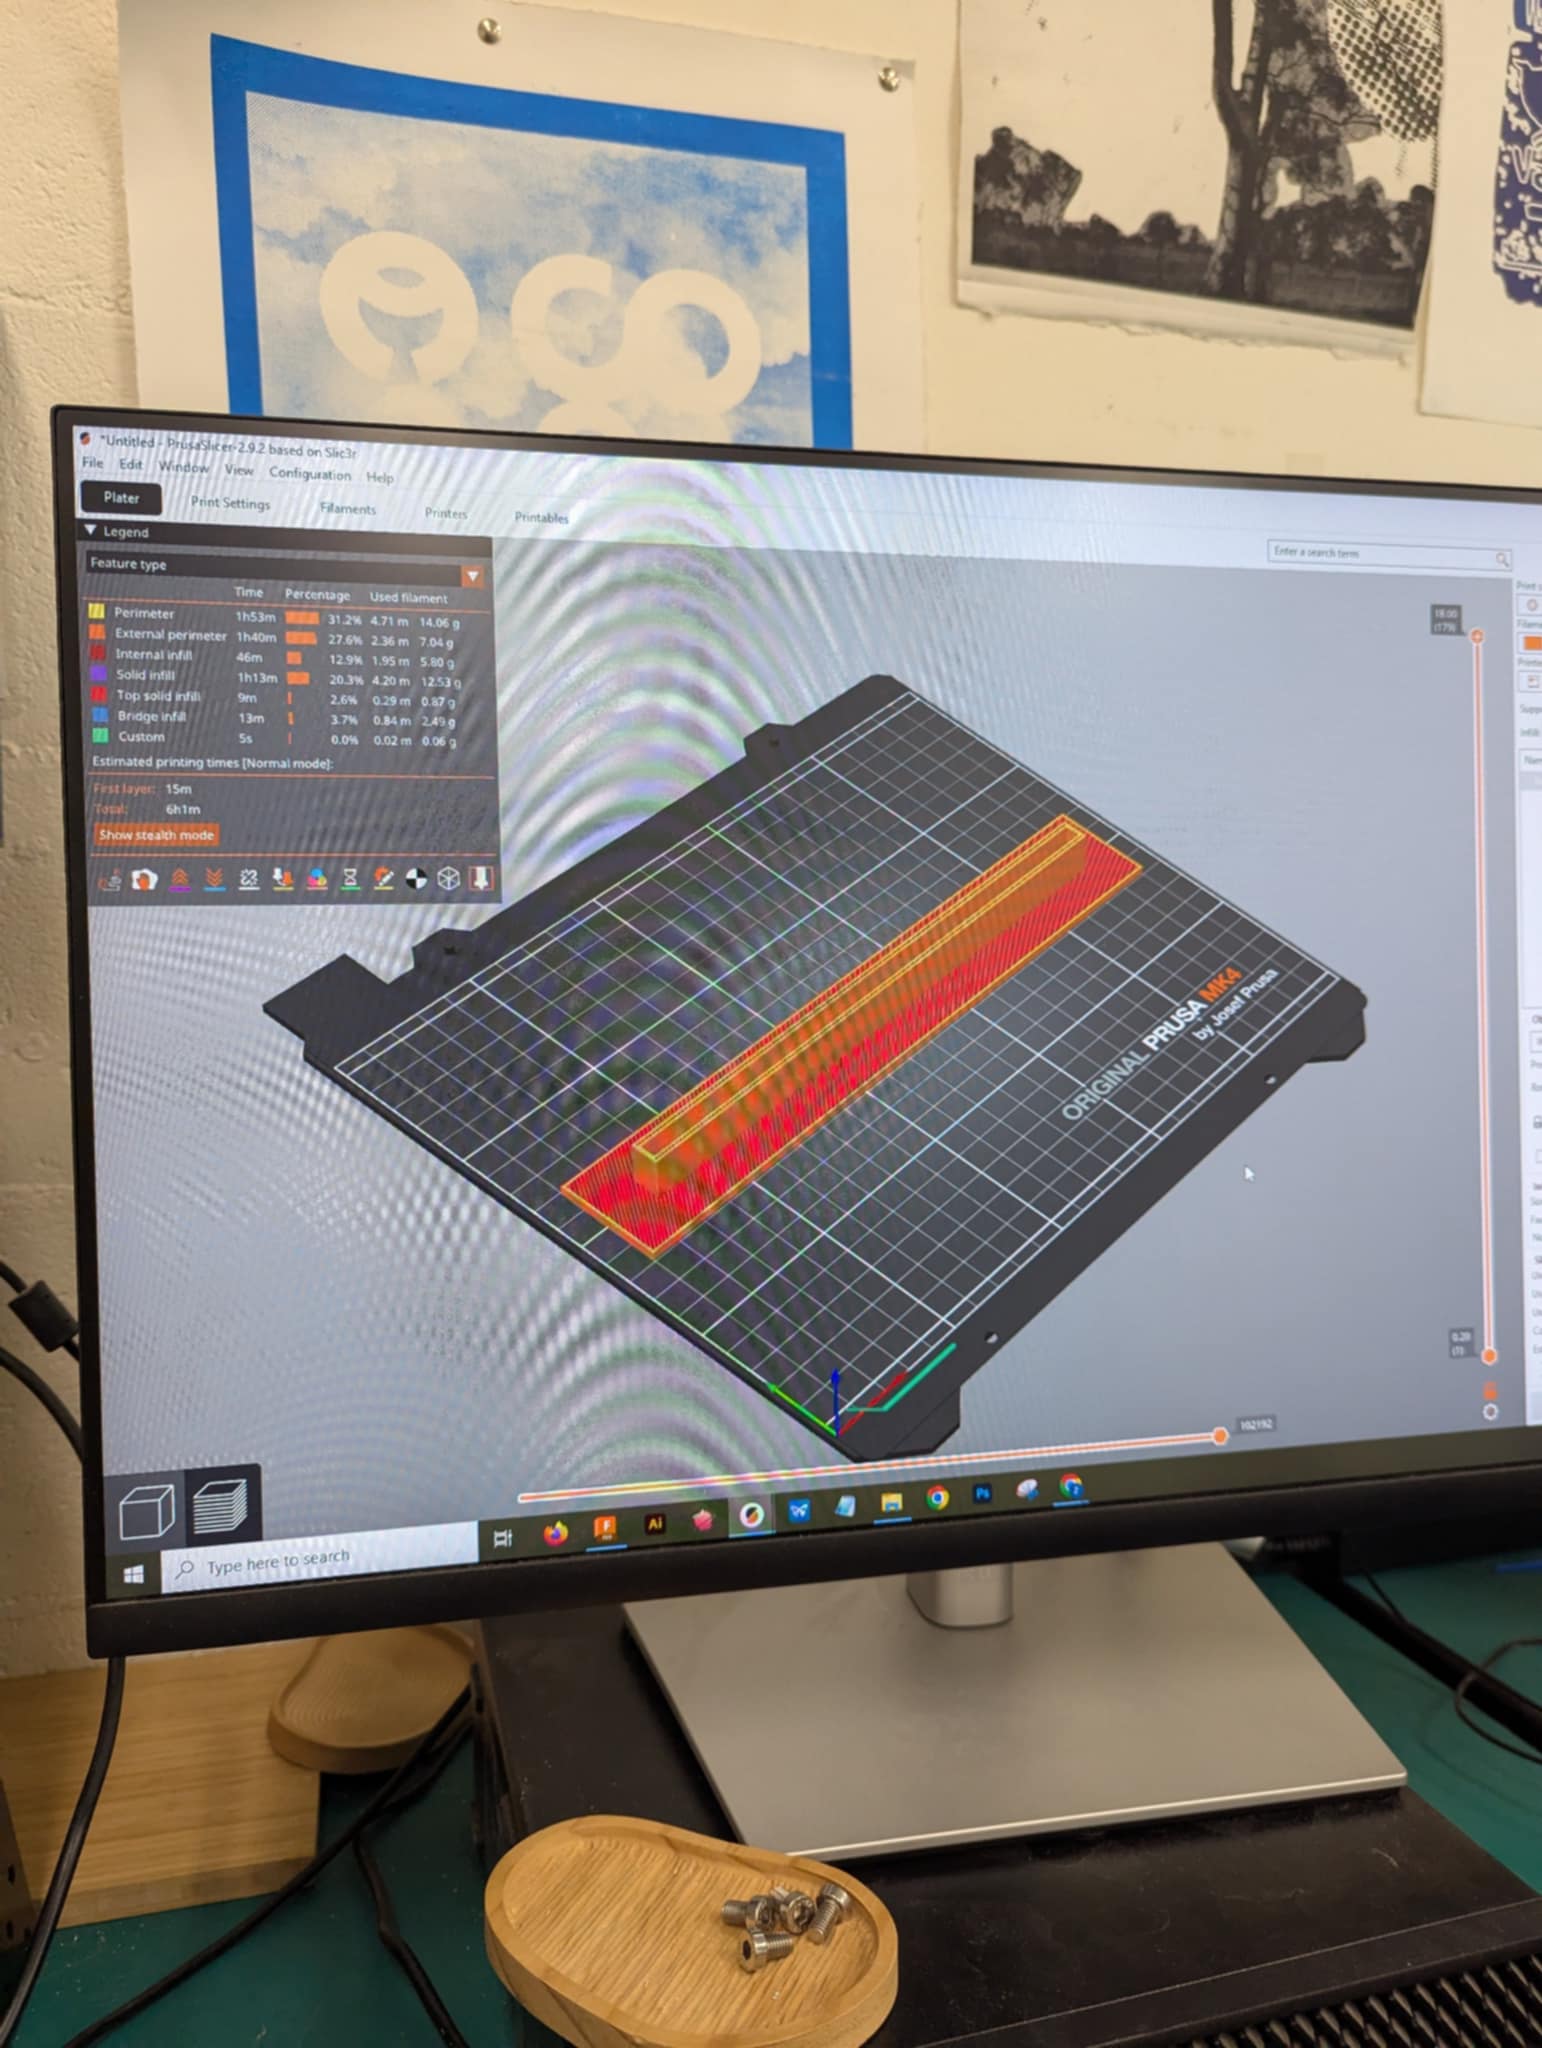 eco
*Untitled - PrusaSlicer-2.9.2 based on Slic3r
File Edit Window View Configuration Help
Plater Print Settings Filaments Printers Printables
Legend
Enter a search term
Feature type
Time Percentage Used filament
Perimeter 1h53m 31.2% 4.71 m 14.06 g
External perimeter 1h40m 27.6% 2.36 m 7.04 g
Internal infill 46m 12.9% 1.95 m 5.80 g
Solid infill 1h13m 20.3% 4.20 m 12.53 g
Top solid infill 9m 2.6% 0.29 m 0.87 g
Bridge infill 13m 3.7% 0.84 m 2.49 g
Custom 5s 0.0% 0.02 m 0.06 g
Estimated printing times [Normal mode]:
First layer: 15m
Total: 6h1m
Show stealth mode
18.00
(179)
ORIGINAL PRUSA MK4
by Josef Prusa
0.20
(1)
102192
Type here to search
Ai
Ps